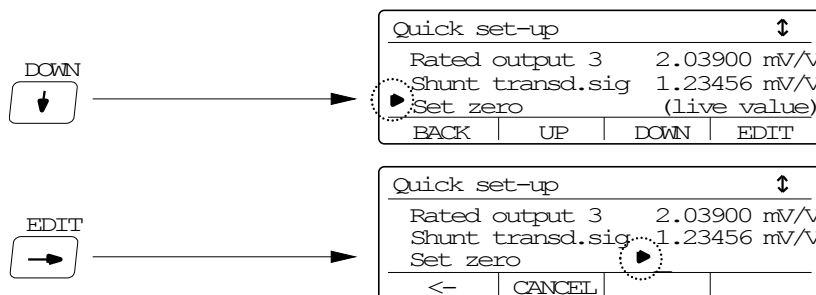 DOWN
Quick set-up ↕
Rated output 3 2.03900 mV/V
Shunt transd.sig 1.23456 mV/V
Set zero (live value)
BACK UP DOWN EDIT
EDIT
Quick set-up ↕
Rated output 3 2.03900 mV/V
Shunt transd.sig 1.23456 mV/V
Set zero _
<- CANCEL